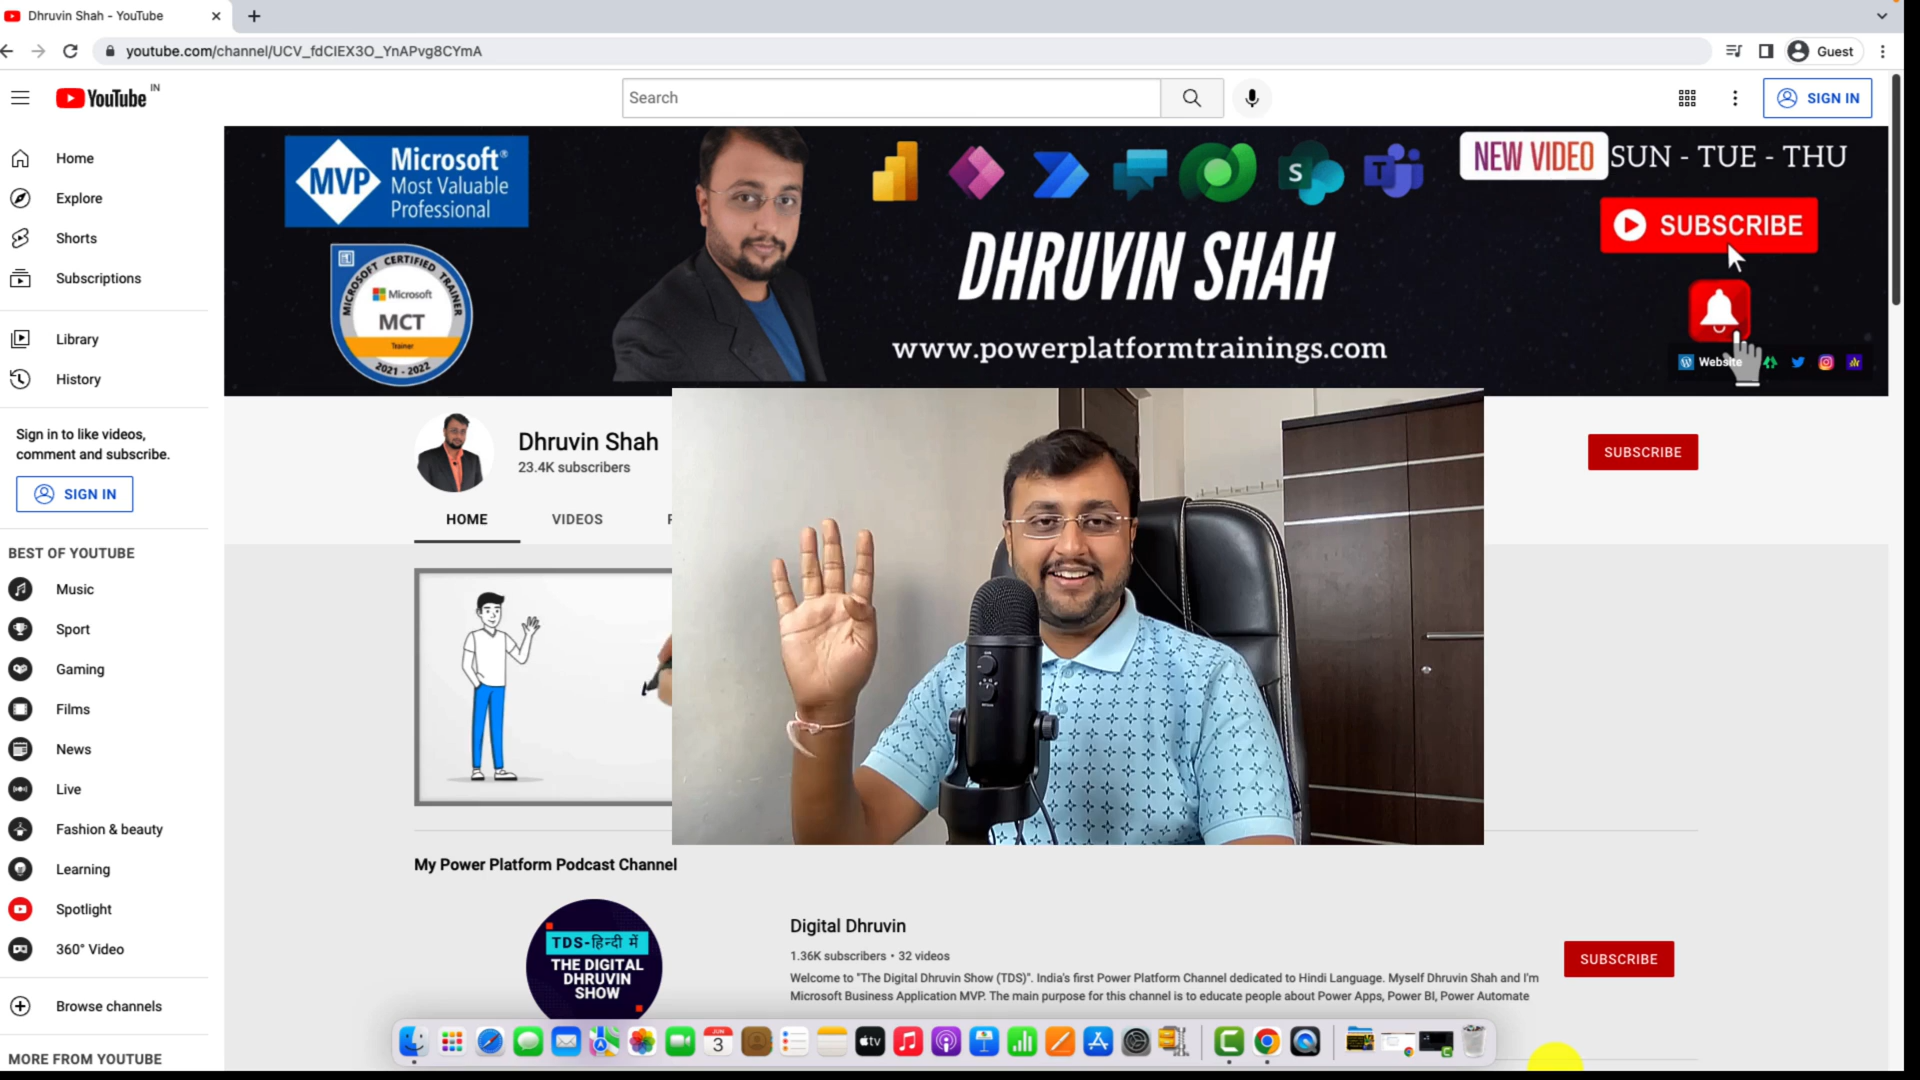 Dhruvin Shah - YouTube
youtube.com/channel/UCV_fdCIEX3O_YnAPvg8CYmA
Guest
YouTube IN
Search
SIGN IN
Home
Explore
Shorts
Subscriptions
Library
History
Sign in to like videos,
comment and subscribe.
SIGN IN
BEST OF YOUTUBE
Music
Sport
Gaming
Films
News
Live
Fashion & beauty
Learning
Spotlight
360° Video
Browse channels
MORE FROM YOUTUBE
MVP
Microsoft®
Most Valuable
Professional
MICROSOFT CERTIFIED TRAINER
Microsoft
MCT
Trainer
2021 - 2022
S
DHRUVIN SHAH
www.powerplatformtrainings.com
NEW VIDEO SUN - TUE - THU
SUBSCRIBE
Website
Dhruvin Shah
23.4K subscribers
SUBSCRIBE
HOME
VIDEOS
My Power Platform Podcast Channel
TDS-हिन्दी में
THE DIGITAL
DHRUVIN
SHOW
Digital Dhruvin
1.36K subscribers • 32 videos
Welcome to "The Digital Dhruvin Show (TDS)". India's first Power Platform Channel dedicated to Hindi Language. Myself Dhruvin Shah and I'm
Microsoft Business Application MVP. The main purpose for this channel is to educate people about Power Apps, Power BI, Power Automate
SUBSCRIBE
JUN
3
tv